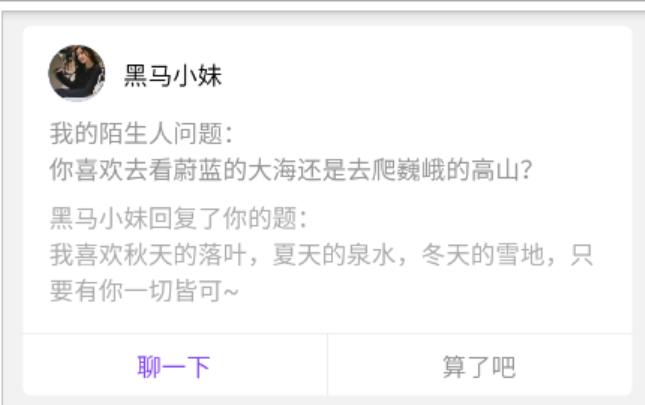 黑马小妹
我的陌生人问题：
你喜欢去看蔚蓝的大海还是去爬巍峨的高山？
黑马小妹回复了你的题：
我喜欢秋天的落叶，夏天的泉水，冬天的雪地，只
要有你一切皆可~
聊一下
算了吧